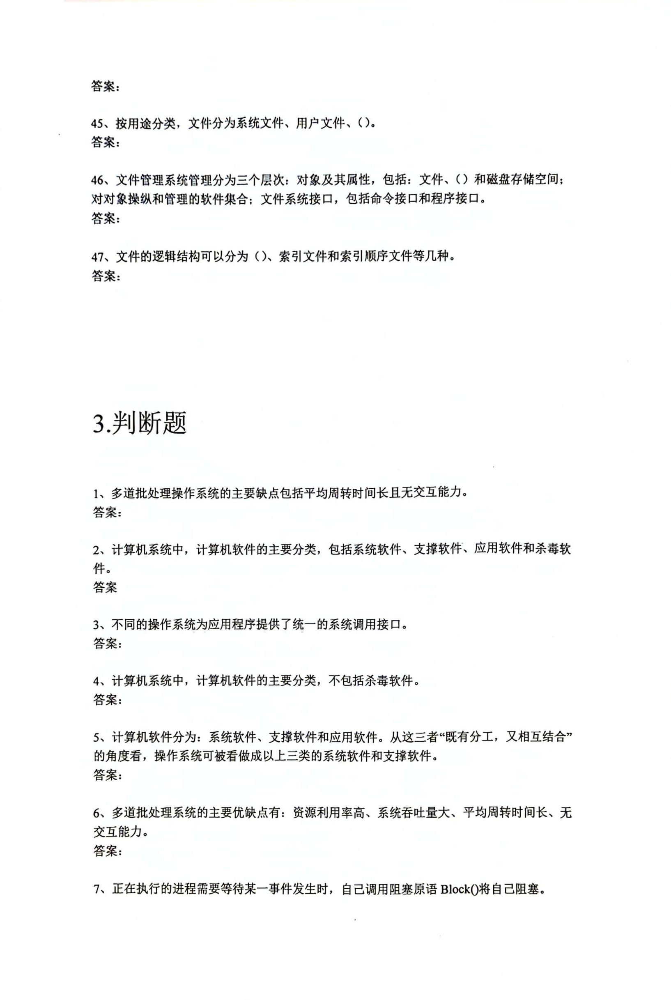 答案：
45、按用途分类，文件分为系统文件、用户文件、（）。
答案：
46、文件管理系统管理分为三个层次：对象及其属性，包括：文件、（）和磁盘存储空间；
对对象操纵和管理的软件集合；文件系统接口，包括命令接口和程序接口。
答案：
47、文件的逻辑结构可以分为（）、索引文件和索引顺序文件等几种。
答案：
3.判断题
1、多道批处理操作系统的主要缺点包括平均周转时间长且无交互能力。
答案：
2、计算机系统中，计算机软件的主要分类，包括系统软件、支撑软件、应用软件和杀毒软
件。
答案
3、不同的操作系统为应用程序提供了统一的系统调用接口。
答案：
4、计算机系统中，计算机软件的主要分类，不包括杀毒软件。
答案：
5、计算机软件分为：系统软件、支撑软件和应用软件。从这三者“既有分工，又相互结合”
的角度看，操作系统可被看做成以上三类的系统软件和支撑软件。
答案：
6、多道批处理系统的主要优缺点有：资源利用率高、系统吞吐量大、平均周转时间长、无
交互能力。
答案：
7、正在执行的进程需要等待某一事件发生时，自己调用阻塞原语 Block()将自己阻塞。